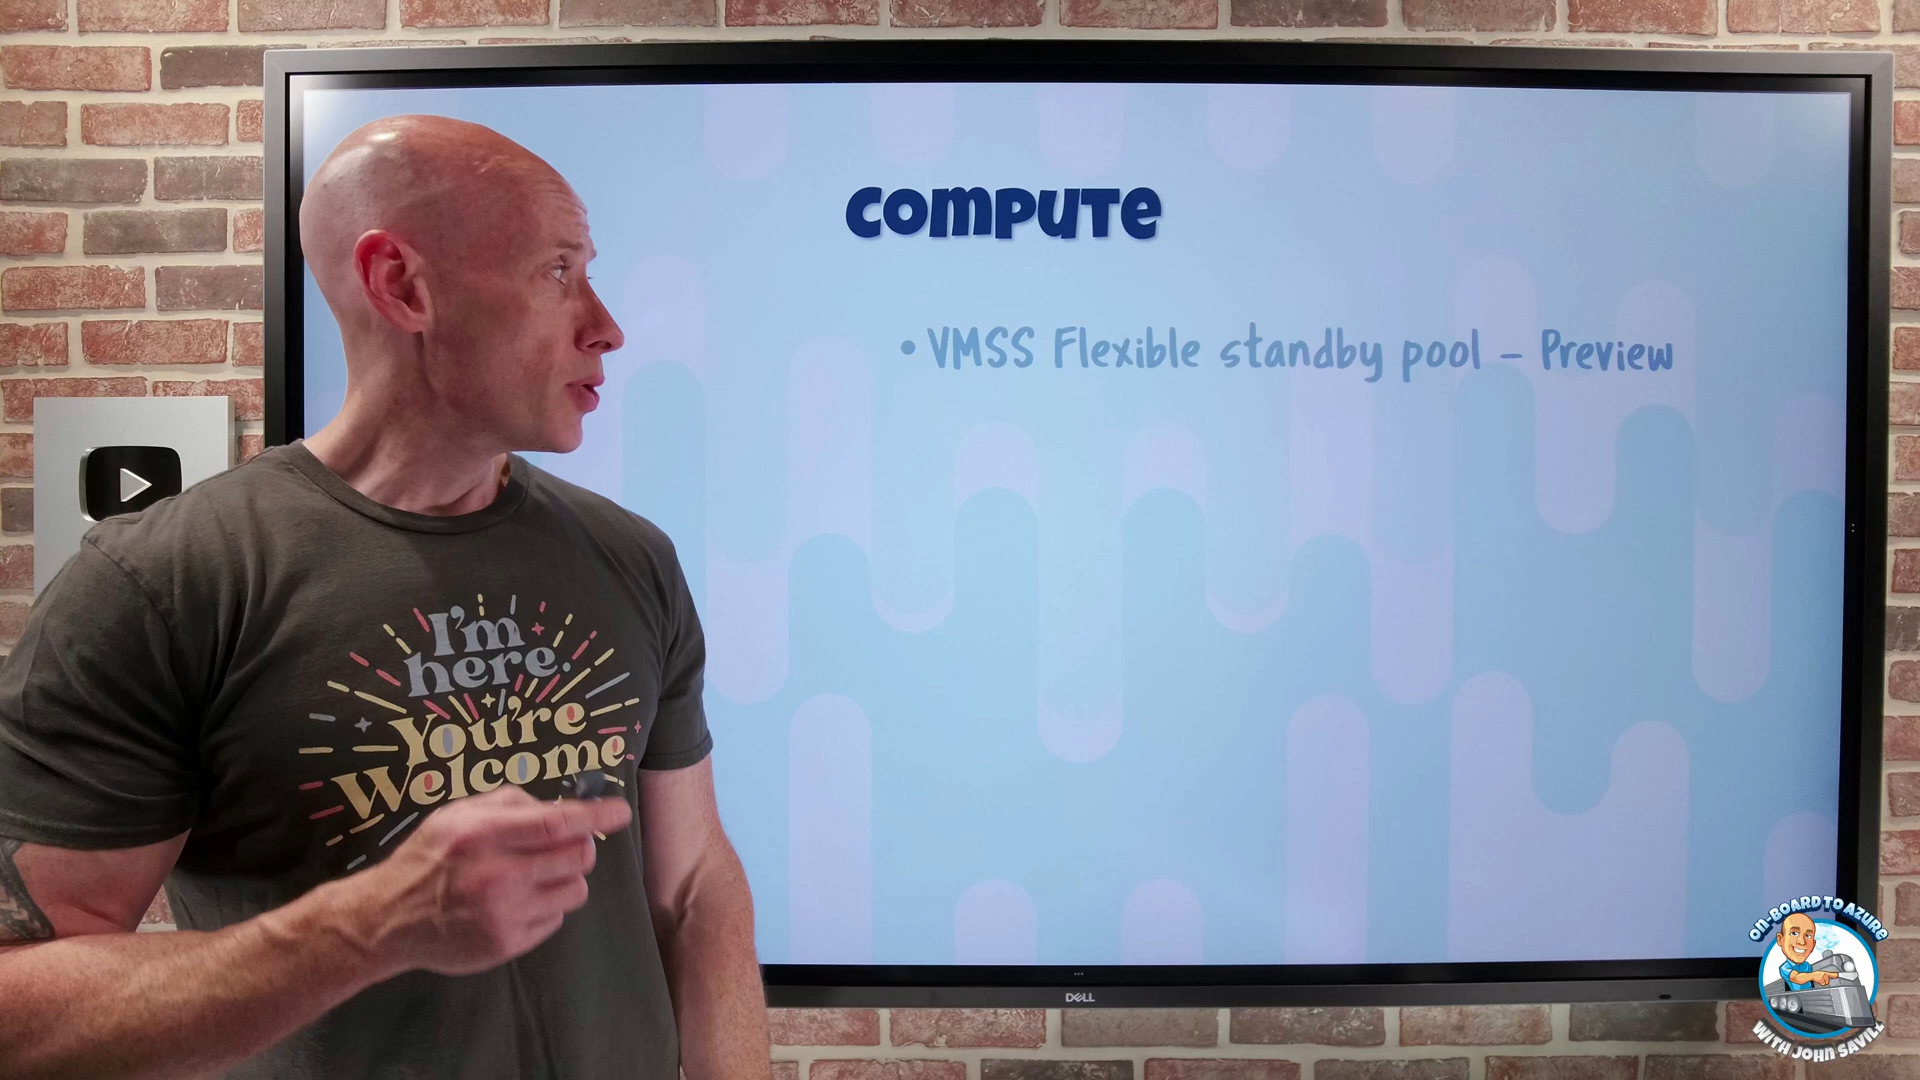 COMPUTE
• VMSS Flexible standby pool – Preview
I'm
here.
You're
Welcome
DELL
ON-BOARD TO AZURE
WITH JOHN SAVILL